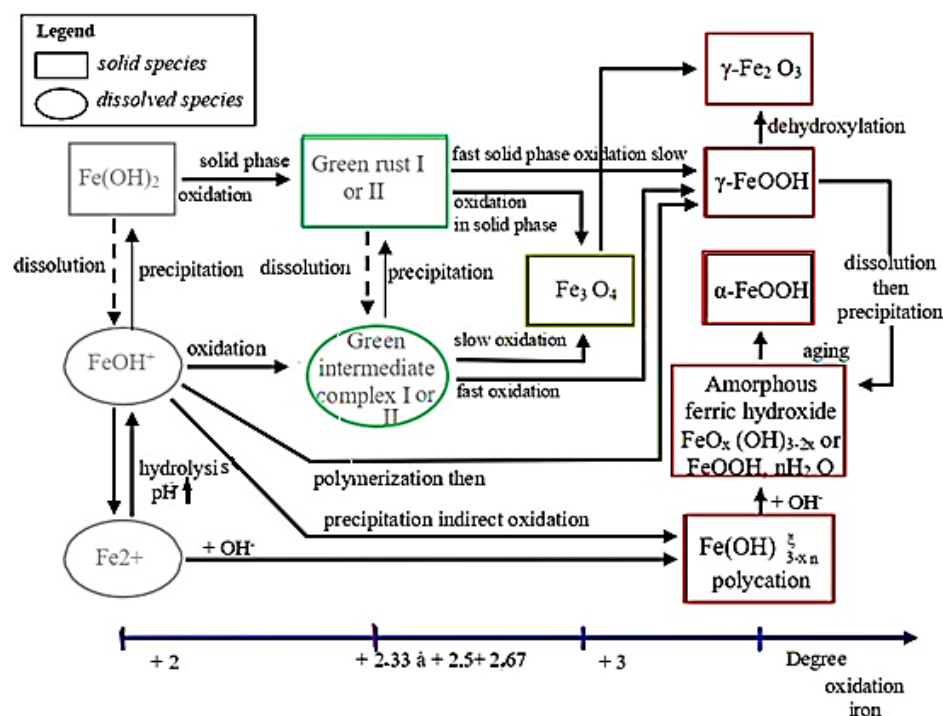 Legend
solid species
dissolved species
γ-Fe₂ O₃
dehydroxylation
Fe(OH)₂
solid phase
oxidation
Green rust I
or II
fast solid phase oxidation slow
oxidation
in solid phase
γ-FeOOH
dissolution
precipitation
dissolution
precipitation
Fe₃ O₄
α-FeOOH
dissolution
then
precipitation
aging
FeOH⁺
oxidation
Green
intermediate
complex I or
II
slow oxidation
fast oxidation
Amorphous
ferric hydroxide
FeOₓ (OH)₃₋₂ₓ or
FeOOH, nH₂ O
hydrolysis
pH
polymerization then
+ OH⁻
precipitation indirect oxidation
Fe2+
+ OH⁻
Fe(OH) ξ 3-x n
polycation
+ 2
+ 2.33 à + 2.5+ 2.67
+ 3
Degree
oxidation
iron